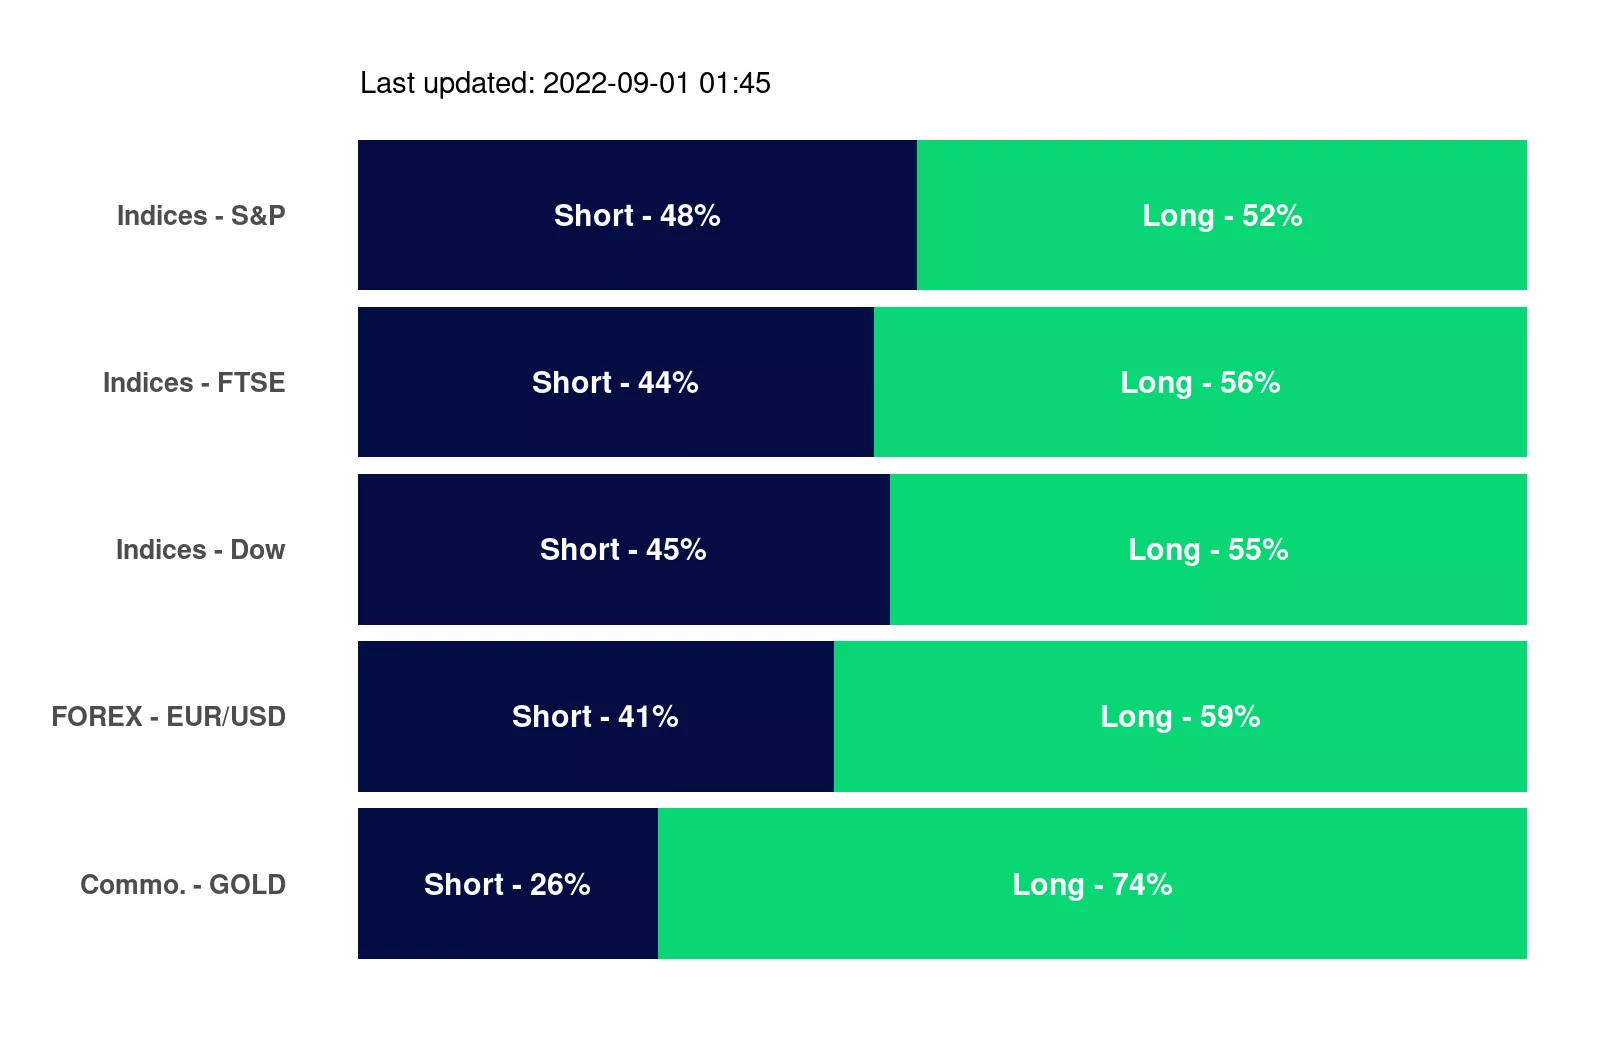 Last updated: 2022-09-01 01:45
Indices - S&P Short - 48% Long - 52%
Indices - FTSE Short - 44% Long - 56%
Indices - Dow Short - 45% Long - 55%
FOREX - EUR/USD Short - 41% Long - 59%
Commo. - GOLD Short - 26% Long - 74%